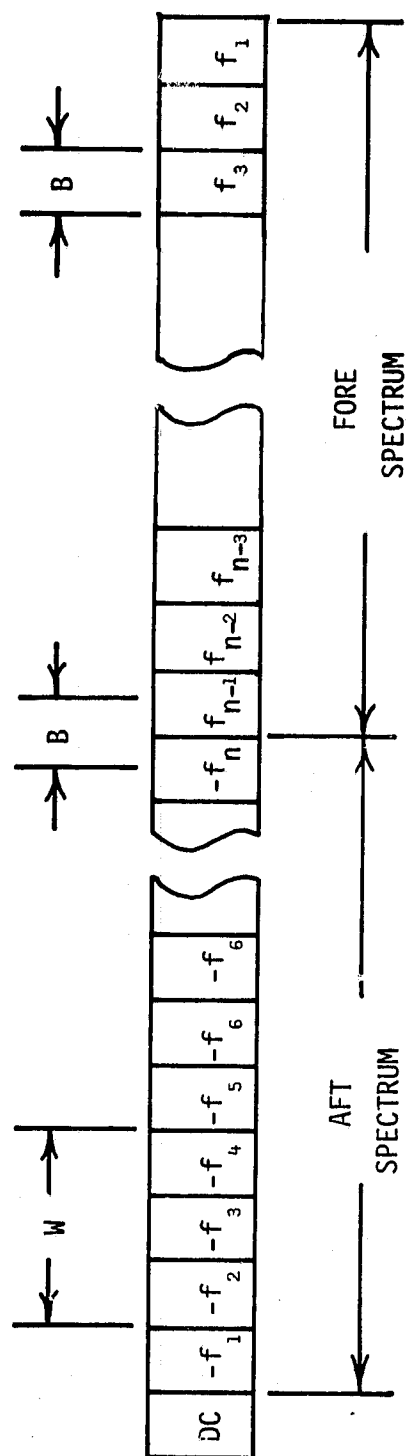 B
B
W
DC
-f1
-f2
-f3
-f4
-f5
-f6
-f6
-fn
fn-1
fn-2
fn-3
f3
f2
f1
AFT
SPECTRUM
FORE
SPECTRUM